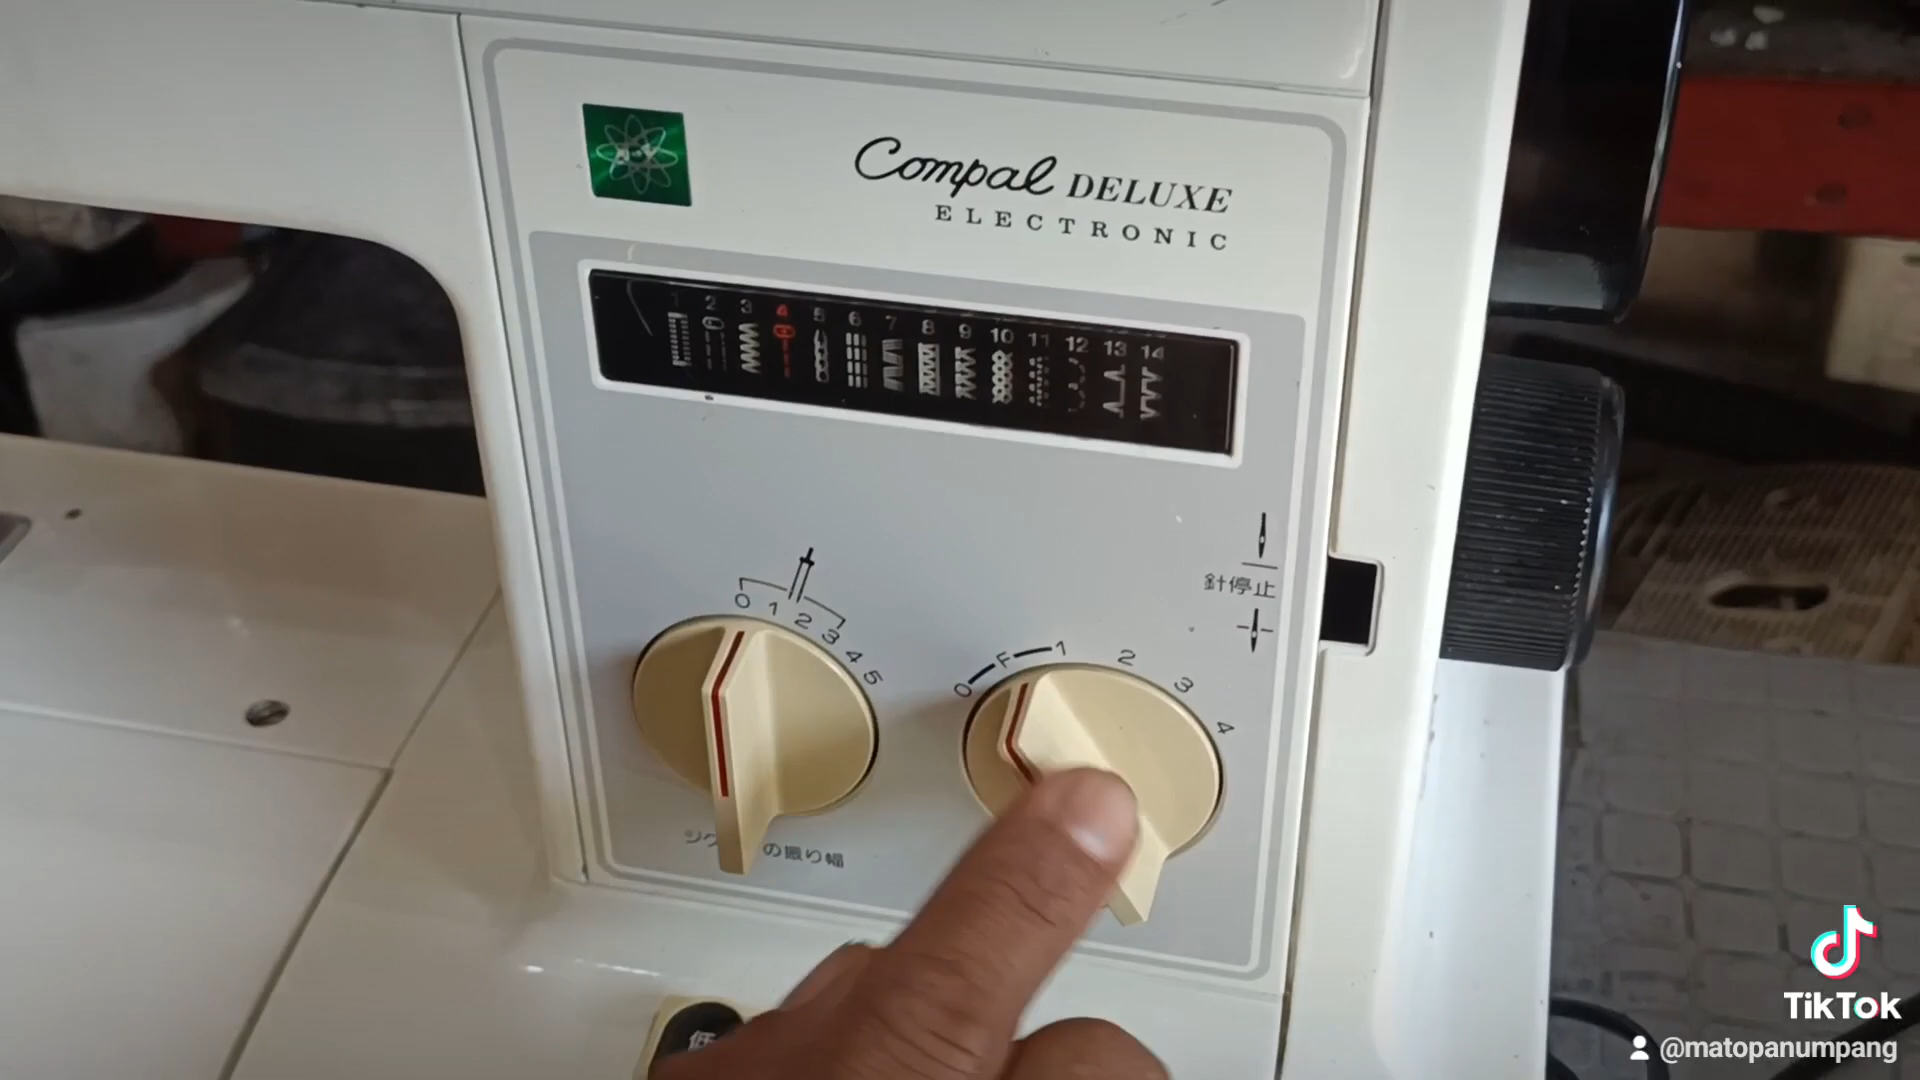 Compal DELUXE
ELECTRONIC
1 2 3 4 5 6 7 8 9 10 11 12 13 14
針停止
0 1 2 3 4 5
0 F 1 2 3 4
の振り幅
低
TikTok
@matopanumpang